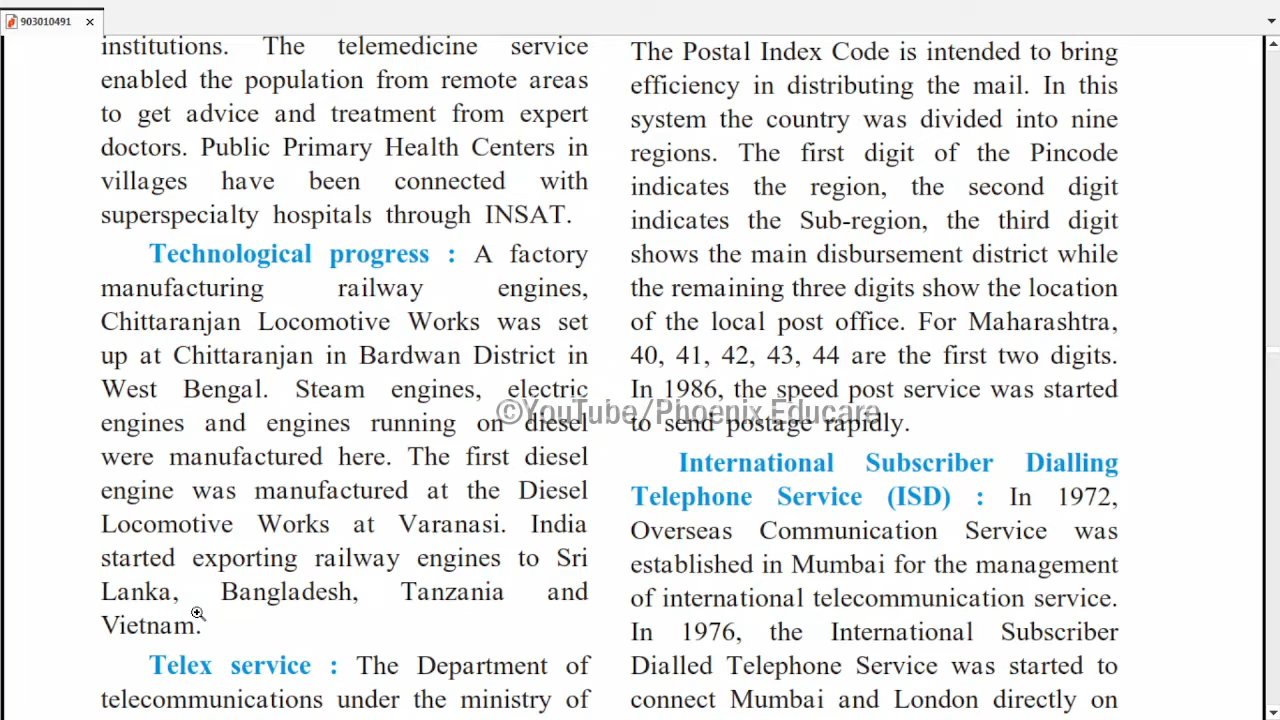 903010491
institutions. The telemedicine service
enabled the population from remote areas
to get advice and treatment from expert
doctors. Public Primary Health Centers in
villages have been connected with
superspecialty hospitals through INSAT.
Technological progress : A factory
manufacturing railway engines,
Chittaranjan Locomotive Works was set
up at Chittaranjan in Bardwan District in
West Bengal. Steam engines, electric
engines and engines running on diesel
were manufactured here. The first diesel
engine was manufactured at the Diesel
Locomotive Works at Varanasi. India
started exporting railway engines to Sri
Lanka, Bangladesh, Tanzania and
Vietnam.
Telex service : The Department of
telecommunications under the ministry of
The Postal Index Code is intended to bring
efficiency in distributing the mail. In this
system the country was divided into nine
regions. The first digit of the Pincode
indicates the region, the second digit
indicates the Sub-region, the third digit
shows the main disbursement district while
the remaining three digits show the location
of the local post office. For Maharashtra,
40, 41, 42, 43, 44 are the first two digits.
In 1986, the speed post service was started
to send postage rapidly.
©YouTube/Phoenix Educare
International Subscriber Dialling
Telephone Service (ISD) : In 1972,
Overseas Communication Service was
established in Mumbai for the management
of international telecommunication service.
In 1976, the International Subscriber
Dialled Telephone Service was started to
connect Mumbai and London directly on